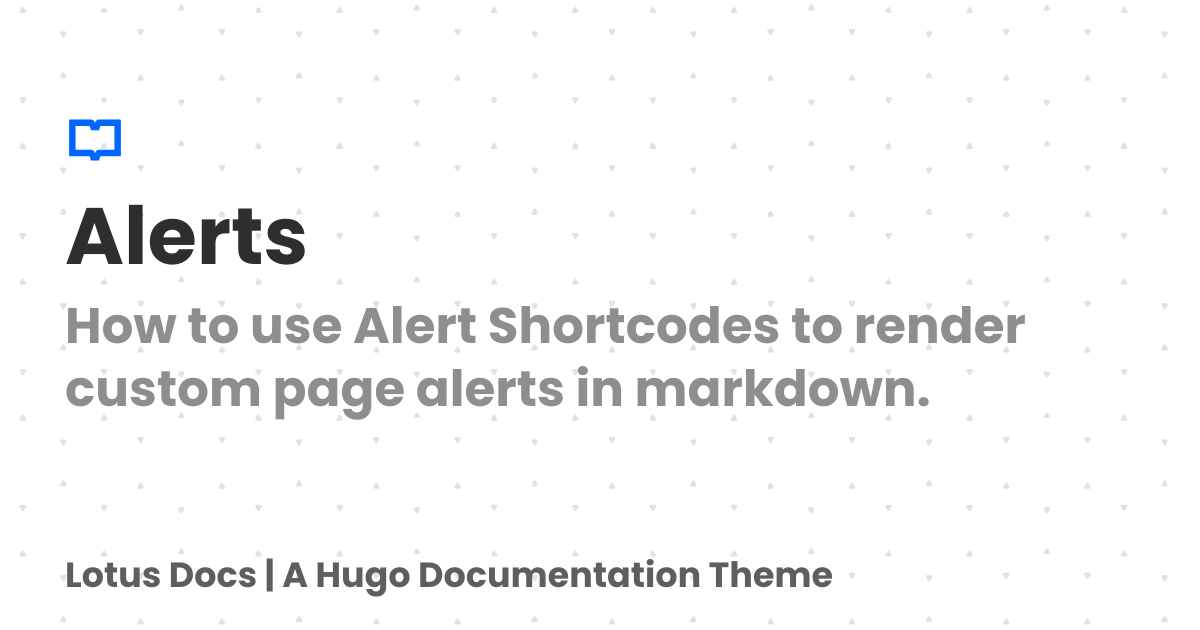 Alerts
How to use Alert Shortcodes to render
custom page alerts in markdown.
Lotus Docs | A Hugo Documentation Theme